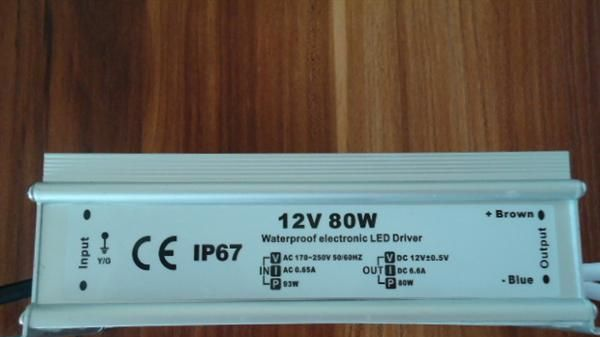 12V 80W
Waterproof electronic LED Driver
Input
Y/G
CE IP67
IN
V AC 170~250V 50/60HZ
I AC 0.65A
P 93W
OUT
V DC 12V±0.5V
I DC 6.6A
P 80W
+ Brown
- Blue
Output